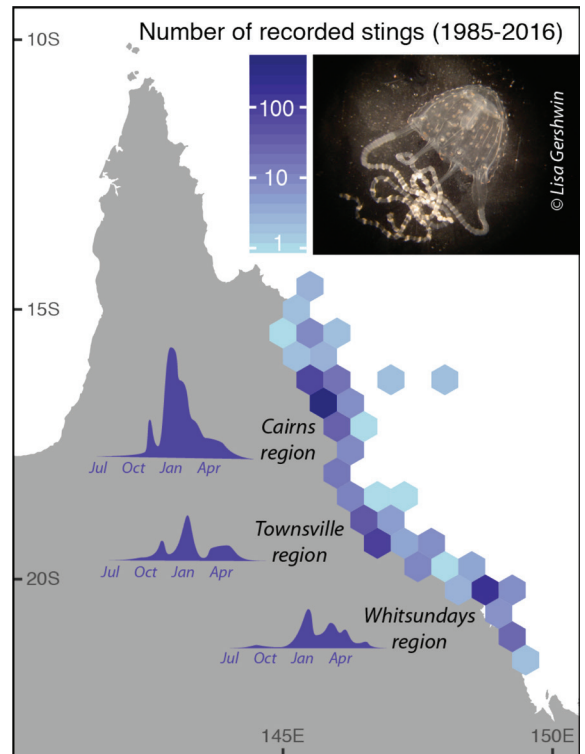 10S
Number of recorded stings (1985-2016)
100
10
1
© Lisa Gershwin
15S
Cairns
region
Jul Oct Jan Apr
Townsville
region
Jul Oct Jan Apr
20S
Whitsundays
region
Jul Oct Jan Apr
145E
150E